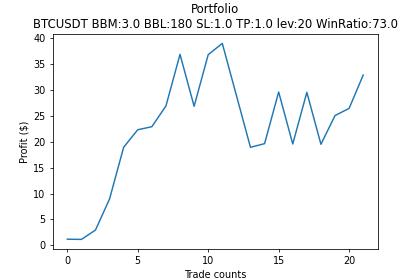 Portfolio
BTCUSDT BBM:3.0 BBL:180 SL:1.0 TP:1.0 lev:20 WinRatio:73.0
40
35
30
25
20
15
10
5
0
Profit ($)
0 5 10 15 20
Trade counts